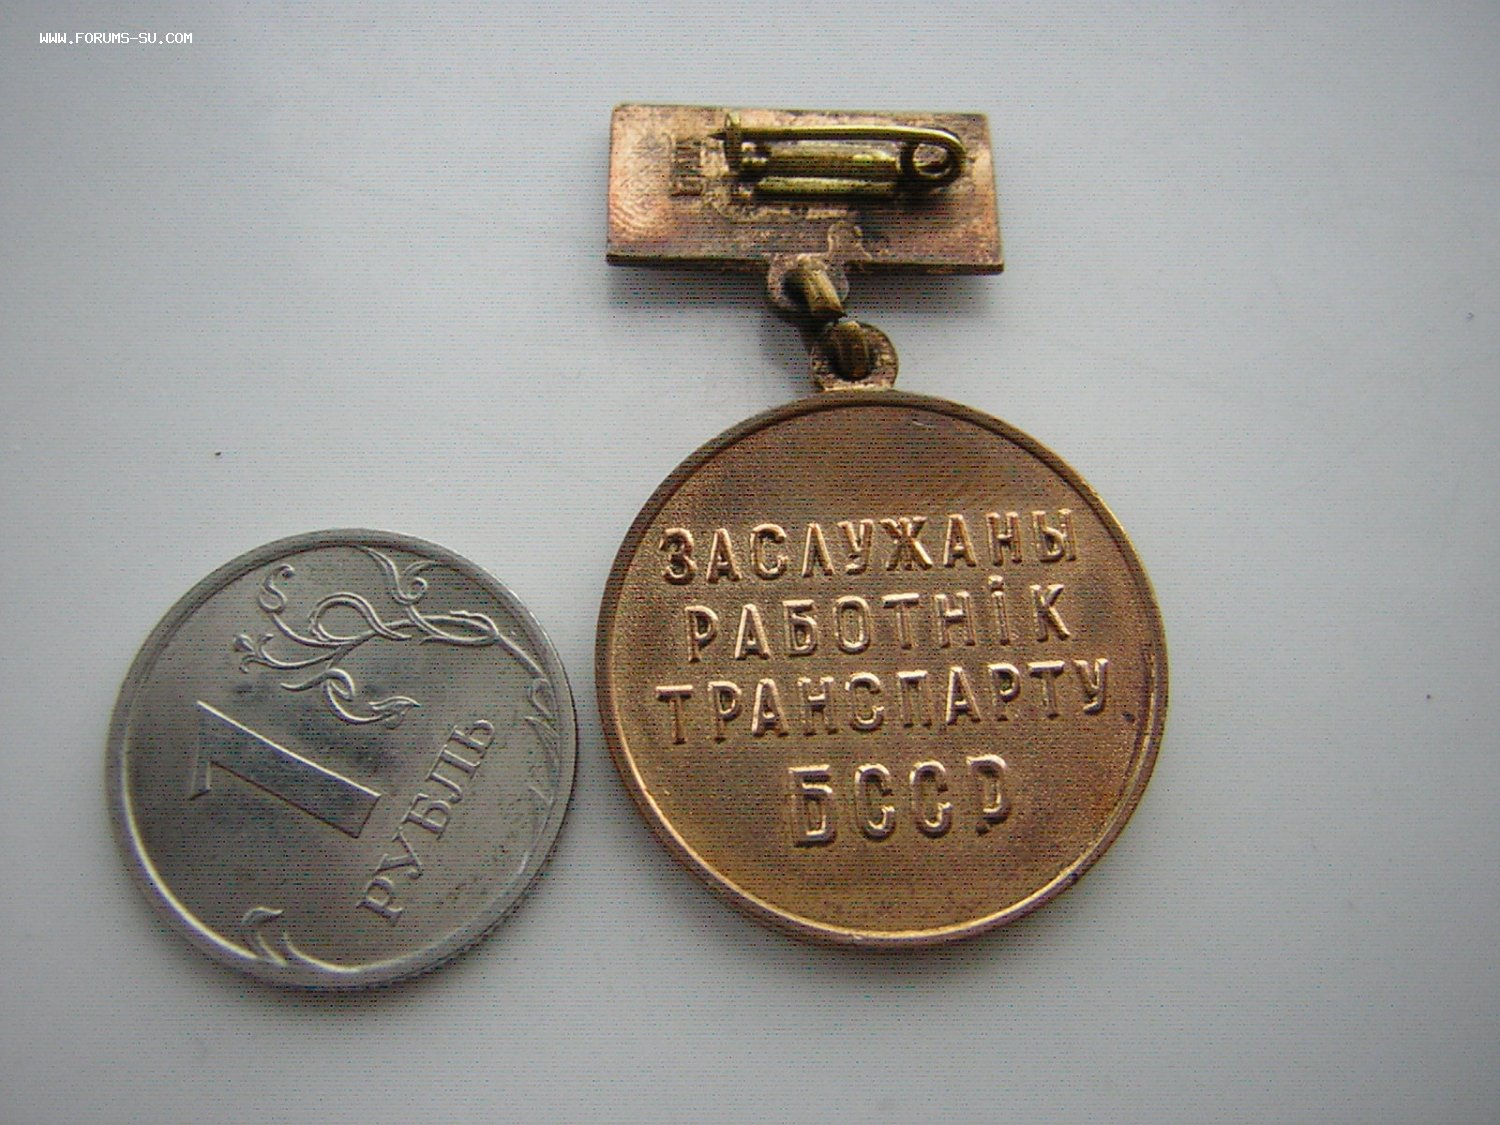 WWW.FORUMS-SU.COM
ЗАСЛУЖАНЫ
РАБОТНІК
ТРАНСПАРТУ
БССР
1
РУБЛЬ